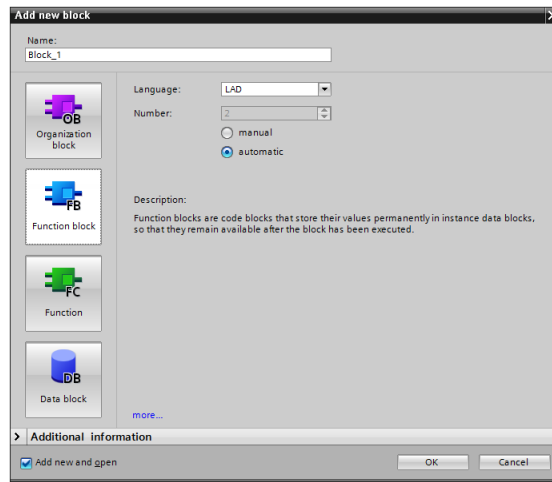 Add new block
Name:
Block_1
OB
Organization
block
FB
Function block
FC
Function
DB
Data block
Language:
LAD
Number:
2
manual
automatic
Description:
Function blocks are code blocks that store their values permanently in instance data blocks,
so that they remain available after the block has been executed.
more...
Additional information
Add new and open
OK
Cancel